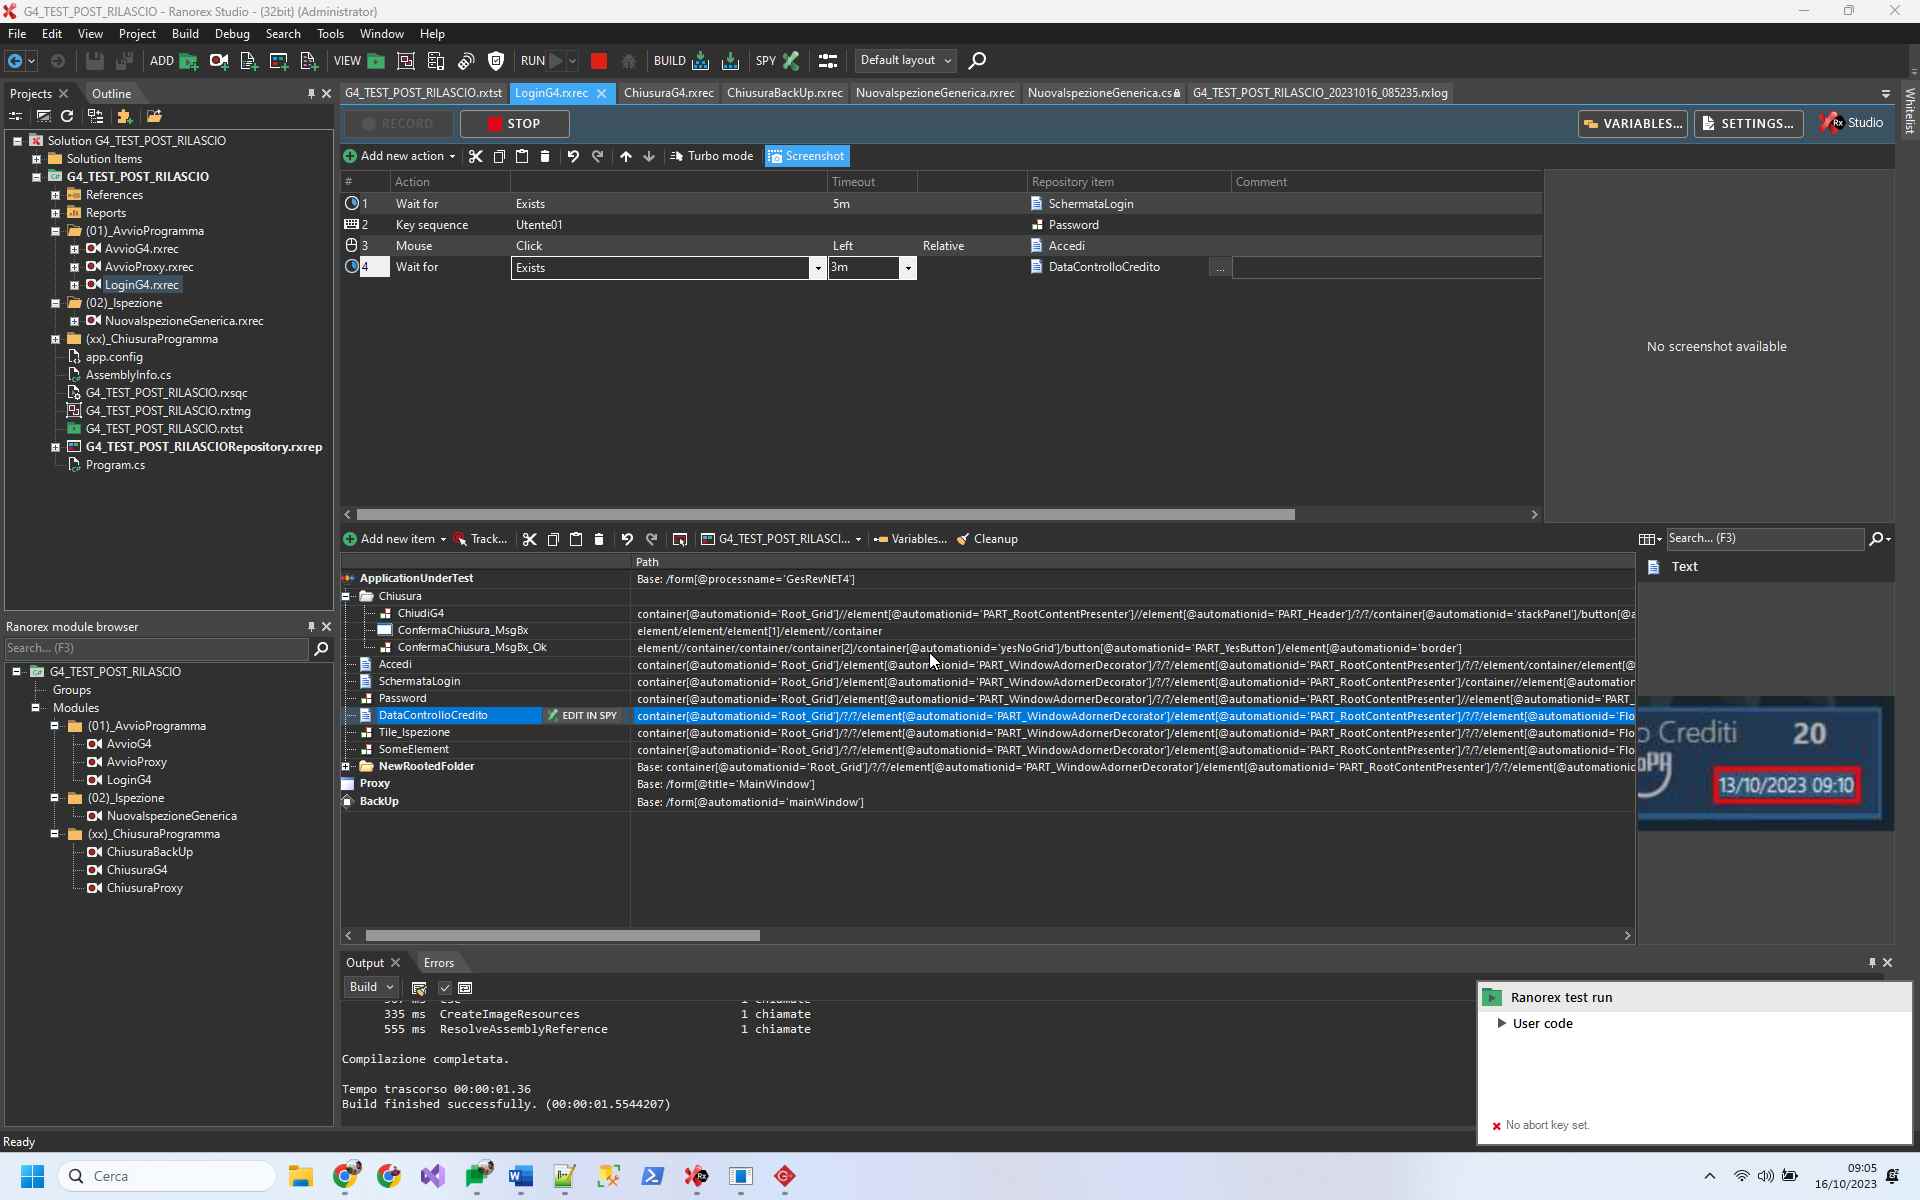 G4_TEST_POST_RILASCIO - Ranorex Studio - (32bit) (Administrator)
File Edit View Project Build Debug Search Tools Window Help
ADD VIEW RUN BUILD SPY Default layout
Projects Outline
G4_TEST_POST_RILASCIO.rxtst LoginG4.rxrec ChiusuraG4.rxrec ChiusuraBackUp.rxrec NuovaIspezioneGenerica.rxrec NuovaIspezioneGenerica.cs G4_TEST_POST_RILASCIO_20231016_085235.rxlog
Whitelist
RECORD STOP VARIABLES... SETTINGS... Rx Studio
Add new action Turbo mode Screenshot
# Action Timeout Repository item Comment
1 Wait for Exists 5m SchermataLogin
2 Key sequence Utente01 Password
3 Mouse Click Left Relative Accedi
4 Wait for Exists 3m DataControlloCredito ...
No screenshot available
Solution G4_TEST_POST_RILASCIO
Solution Items
G4_TEST_POST_RILASCIO
References
Reports
(01)_AvvioProgramma
AvvioG4.rxrec
AvvioProxy.rxrec
LoginG4.rxrec
(02)_Ispezione
NuovaIspezioneGenerica.rxrec
(xx)_ChiusuraProgramma
app.config
AssemblyInfo.cs
G4_TEST_POST_RILASCIO.rxsqc
G4_TEST_POST_RILASCIO.rxtmg
G4_TEST_POST_RILASCIO.rxtst
G4_TEST_POST_RILASCIORepository.rxrep
Program.cs
Ranorex module browser
Search... (F3)
G4_TEST_POST_RILASCIO
Groups
Modules
(01)_AvvioProgramma
AvvioG4
AvvioProxy
LoginG4
(02)_Ispezione
NuovaIspezioneGenerica
(xx)_ChiusuraProgramma
ChiusuraBackUp
ChiusuraG4
ChiusuraProxy
Add new item Track... G4_TEST_POST_RILASCI... Variables... Cleanup Search... (F3)
Path
ApplicationUnderTest Base: /form[@processname='GesRevNET4']
Chiusura
ChiudiG4 container[@automationid='Root_Grid']//element[@automationid='PART_RootContentPresenter']//element[@automationid='PART_Header']/?/?/container[@automationid='stackPanel']/button[@a
ConfermaChiusura_MsgBx element/element/element[1]/element//container
ConfermaChiusura_MsgBx_Ok element//container/container/container[2]/container[@automationid='yesNoGrid']/button[@automationid='PART_YesButton']/element[@automationid='border']
Accedi container[@automationid='Root_Grid']/element[@automationid='PART_WindowAdornerDecorator']/?/?/element[@automationid='PART_RootContentPresenter']/?/?/element/container/element[@
SchermataLogin container[@automationid='Root_Grid']/element[@automationid='PART_WindowAdornerDecorator']/?/?/element[@automationid='PART_RootContentPresenter']/container//element[@automation
Password container[@automationid='Root_Grid']/element[@automationid='PART_WindowAdornerDecorator']/?/?/element[@automationid='PART_RootContentPresenter']//element[@automationid='PART_
DataControlloCredito EDIT IN SPY container[@automationid='Root_Grid']/?/?/element[@automationid='PART_WindowAdornerDecorator']/element[@automationid='PART_RootContentPresenter']/?/?/element[@automationid='Flo
Tile_Ispezione container[@automationid='Root_Grid']/?/?/element[@automationid='PART_WindowAdornerDecorator']/element[@automationid='PART_RootContentPresenter']/?/?/element[@automationid='Flo
SomeElement container[@automationid='Root_Grid']/?/?/element[@automationid='PART_WindowAdornerDecorator']/element[@automationid='PART_RootContentPresenter']/?/?/element[@automationid='Flo
NewRootedFolder Base: container[@automationid='Root_Grid']/?/?/element[@automationid='PART_WindowAdornerDecorator']/element[@automationid='PART_RootContentPresenter']/?/?/element[@automationic
Proxy Base: /form[@title='MainWindow']
BackUp Base: /form[@automationid='mainWindow']
Text
o Crediti 20
13/10/2023 09:10
Output Errors
Build
335 ms CreateImageResources 1 chiamate
555 ms ResolveAssemblyReference 1 chiamate
Compilazione completata.
Tempo trascorso 00:00:01.36
Build finished successfully. (00:00:01.5544207)
Ranorex test run
User code
No abort key set.
Ready
Cerca
09:05
16/10/2023